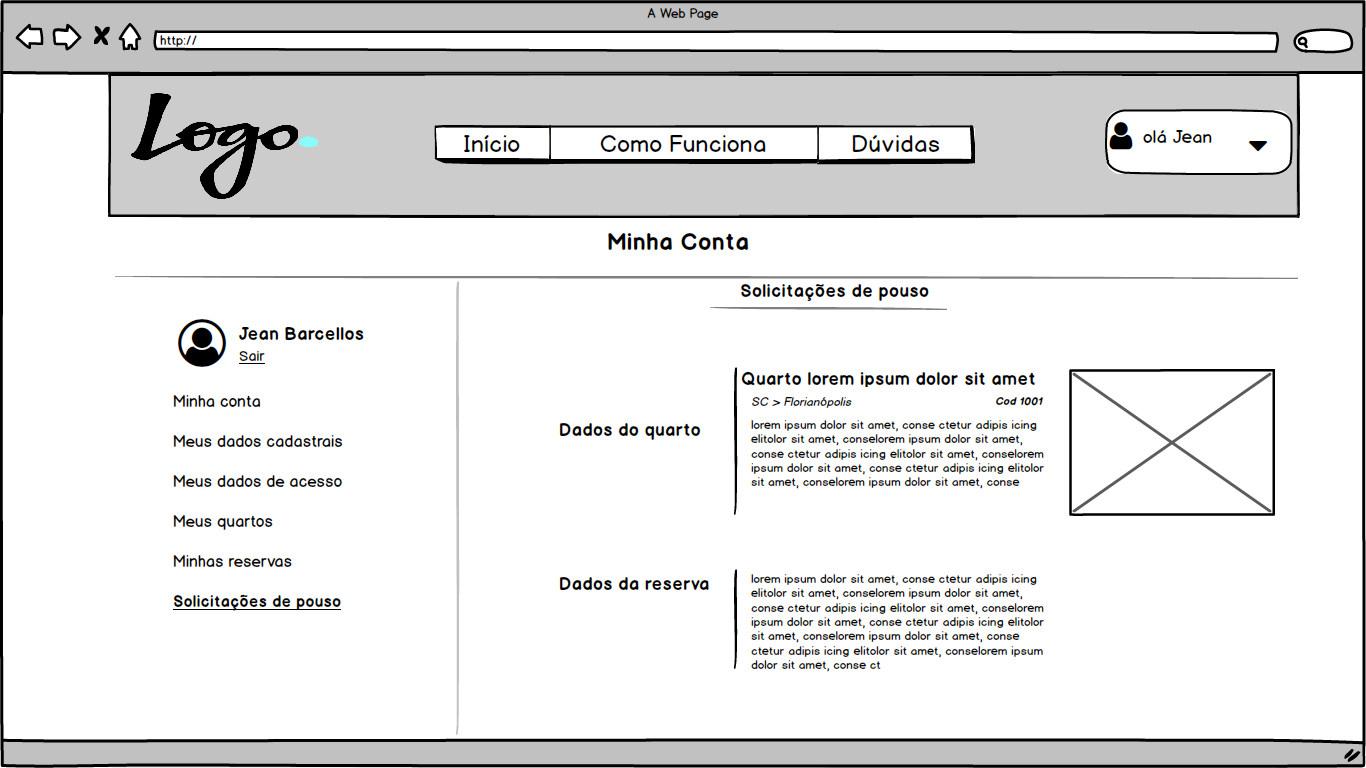 A Web Page
http://
Logo
Início
Como Funciona
Dúvidas
olá Jean
Minha Conta
Jean Barcellos
Sair
Minha conta
Meus dados cadastrais
Meus dados de acesso
Meus quartos
Minhas reservas
Solicitações de pouso
Solicitações de pouso
Dados do quarto
Quarto lorem ipsum dolor sit amet
SC > Florianópolis
Cod 1001
lorem ipsum dolor sit amet, conse ctetur adipis icing
elitolor sit amet, conselorem ipsum dolor sit amet,
conse ctetur adipis icing elitolor sit amet, conselorem
ipsum dolor sit amet, conse ctetur adipis icing elitolor
sit amet, conselorem ipsum dolor sit amet, conse
Dados da reserva
lorem ipsum dolor sit amet, conse ctetur adipis icing
elitolor sit amet, conselorem ipsum dolor sit amet,
conse ctetur adipis icing elitolor sit amet, conselorem
ipsum dolor sit amet, conse ctetur adipis icing elitolor
sit amet, conselorem ipsum dolor sit amet, conse
ctetur adipis icing elitolor sit amet, conselorem ipsum
dolor sit amet, conse ct